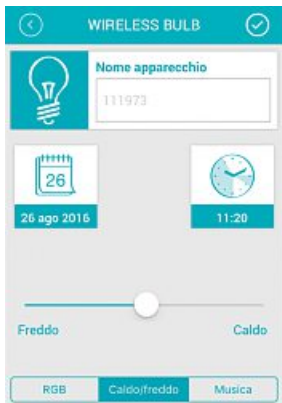 WIRELESS BULB
Nome apparecchio
111973
26
26 ago 2016
11:20
Freddo
Caldo
RGB
Caldo/freddo
Musica